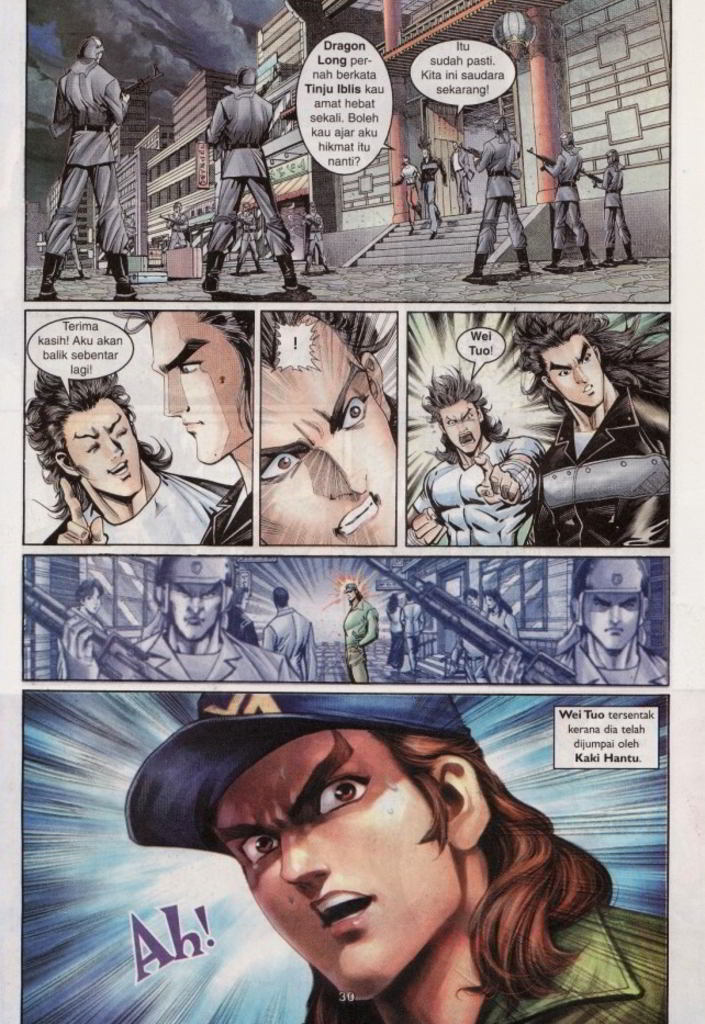 Dragon
Long per-
nah berkata
Tinju Iblis kau
amat hebat
sekali. Boleh
kau ajar aku
hikmat itu
nanti?
Itu
sudah pasti.
Kita ini saudara
sekarang!
Terima
kasih! Aku akan
balik sebentar
lagi!
!
Wei
Tuo!
Wei Tuo tersentak
kerana dia telah
dijumpai oleh
Kaki Hantu.
Ah!
30